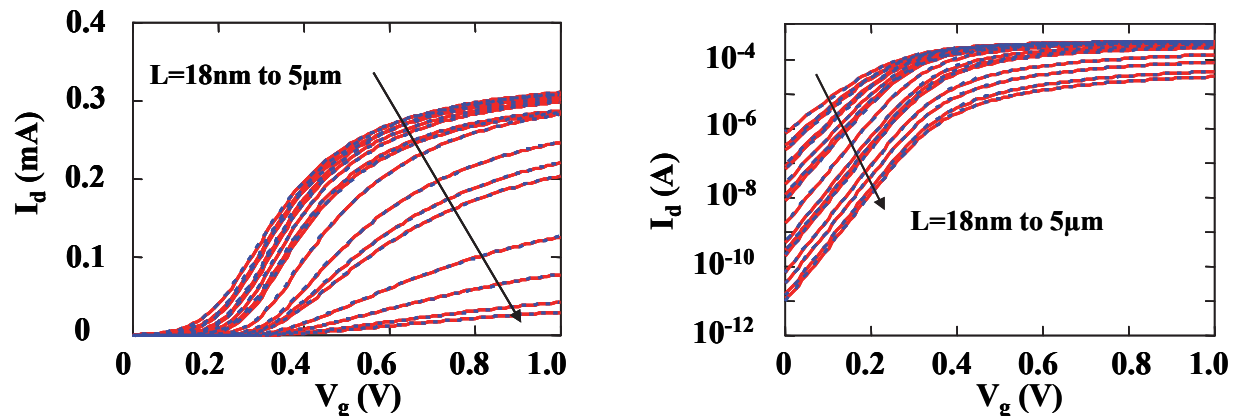 0.4
0.3
0.2
0.1
0
I_d (mA)
L=18nm to 5µm
0 0.2 0.4 0.6 0.8 1.0
V_g (V)
10⁻⁴
10⁻⁶
10⁻⁸
10⁻¹⁰
10⁻¹²
I_d (A)
L=18nm to 5µm
0 0.2 0.4 0.6 0.8 1.0
V_g (V)